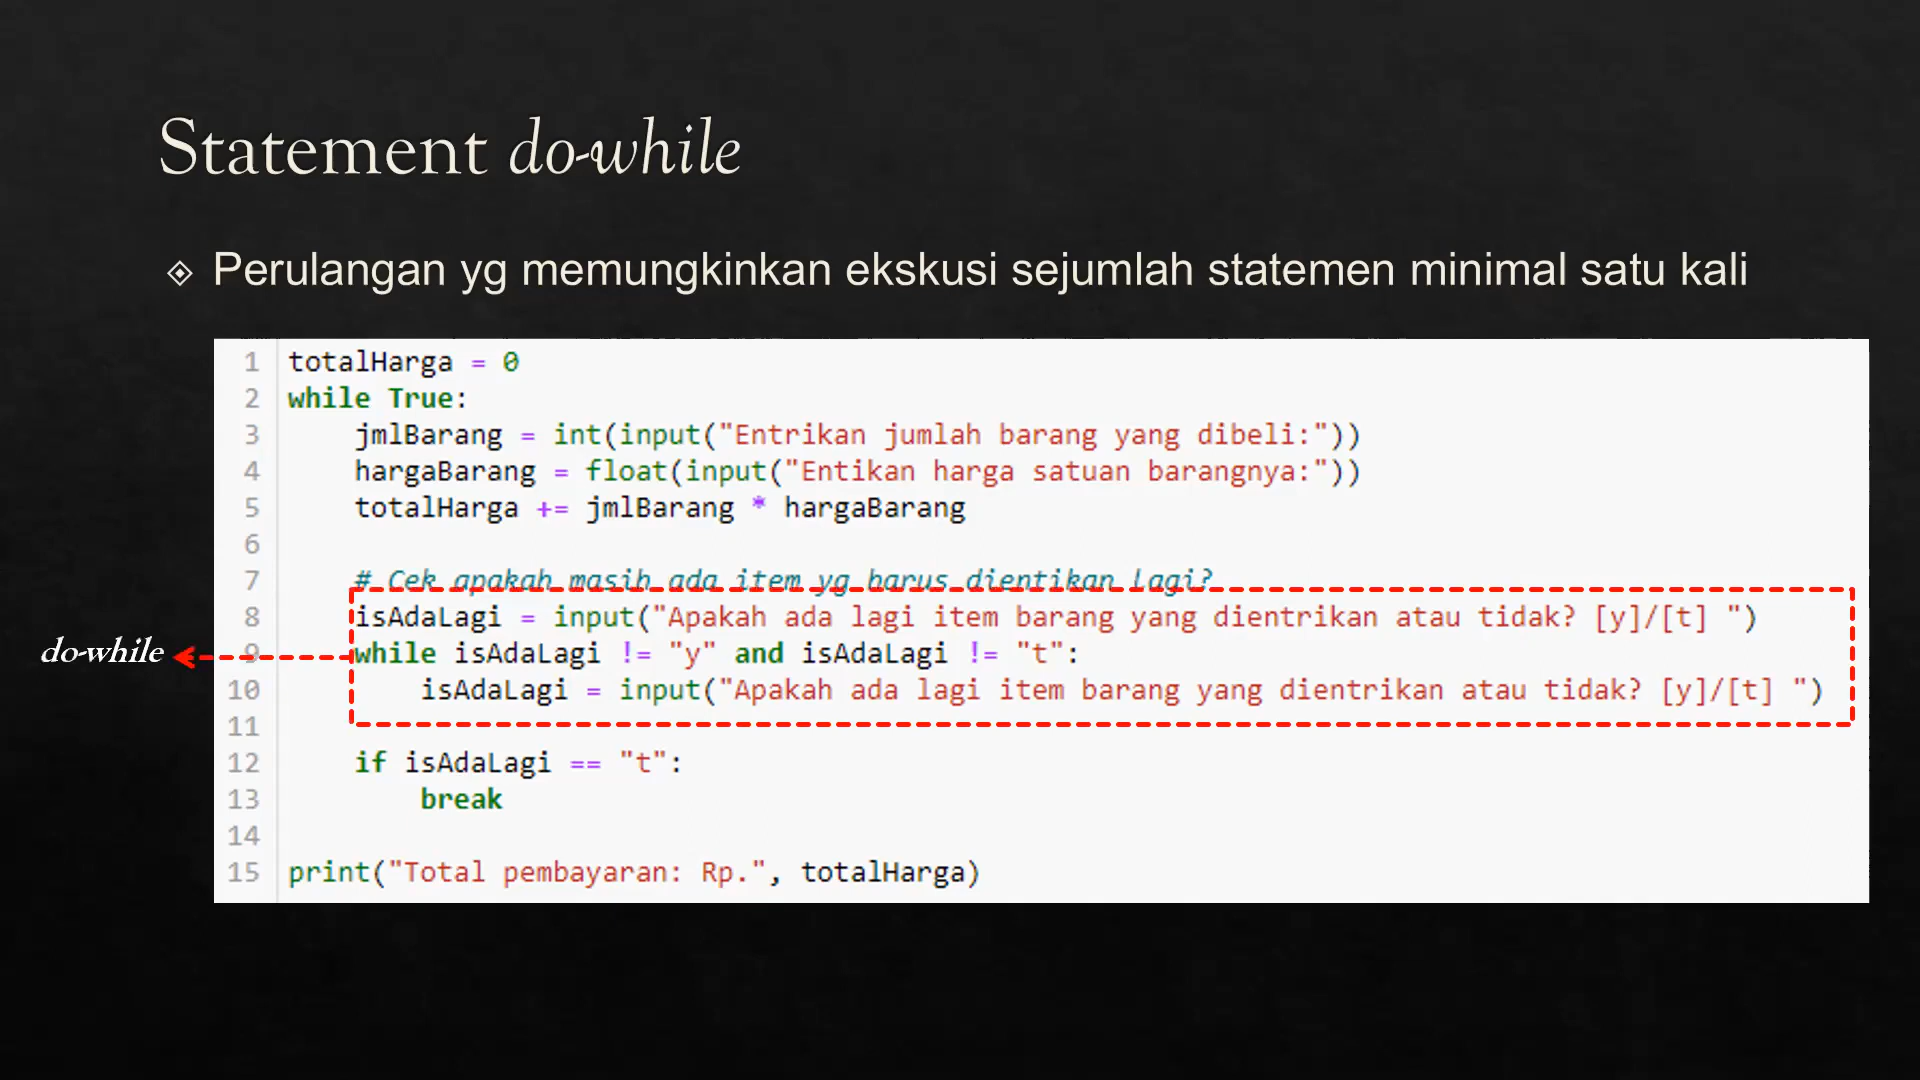 Statement do-while
Perulangan yg memungkinkan ekskusi sejumlah statemen minimal satu kali
1 totalHarga = 0
2 while True:
3     jmlBarang = int(input("Entrikan jumlah barang yang dibeli:"))
4     hargaBarang = float(input("Entikan harga satuan barangnya:"))
5     totalHarga += jmlBarang * hargaBarang
6
7     # Cek apakah masih ada item yg harus dientikan lagi?
8     isAdaLagi = input("Apakah ada lagi item barang yang dientrikan atau tidak? [y]/[t] ")
do-while
9     while isAdaLagi != "y" and isAdaLagi != "t":
10         isAdaLagi = input("Apakah ada lagi item barang yang dientrikan atau tidak? [y]/[t] ")
11
12     if isAdaLagi == "t":
13         break
14
15 print("Total pembayaran: Rp.", totalHarga)